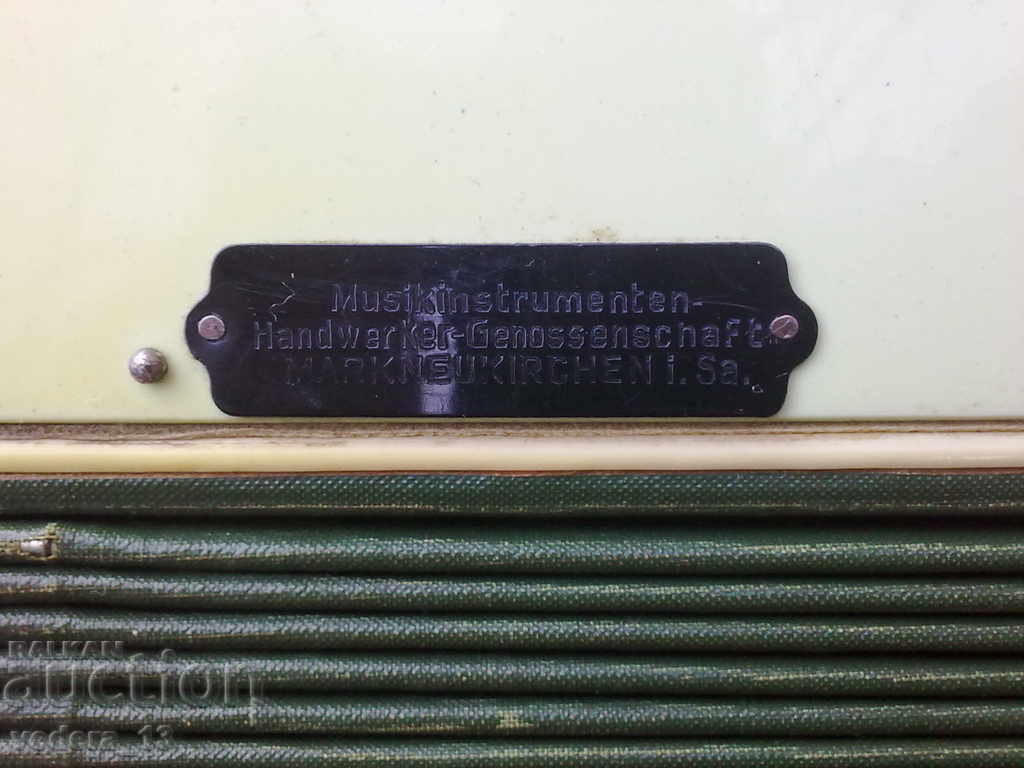 Musikinstrumenten-
Handwerker-Genossenschaft
MARKNEUKIRCHEN i. Sa.
BALKAN
auction
vedera_13